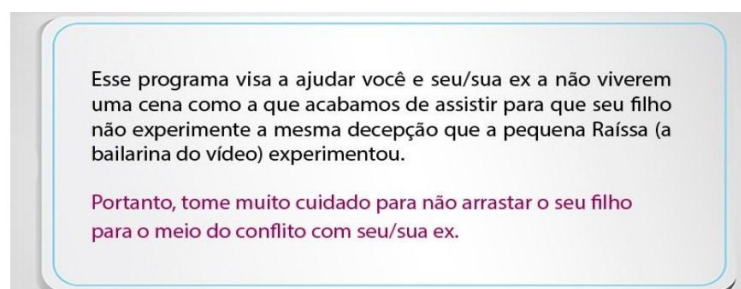 Esse programa visa a ajudar você e seu/sua ex a não viverem
uma cena como a que acabamos de assistir para que seu filho
não experimente a mesma decepção que a pequena Raíssa (a
bailarina do vídeo) experimentou.
Portanto, tome muito cuidado para não arrastar o seu filho
para o meio do conflito com seu/sua ex.